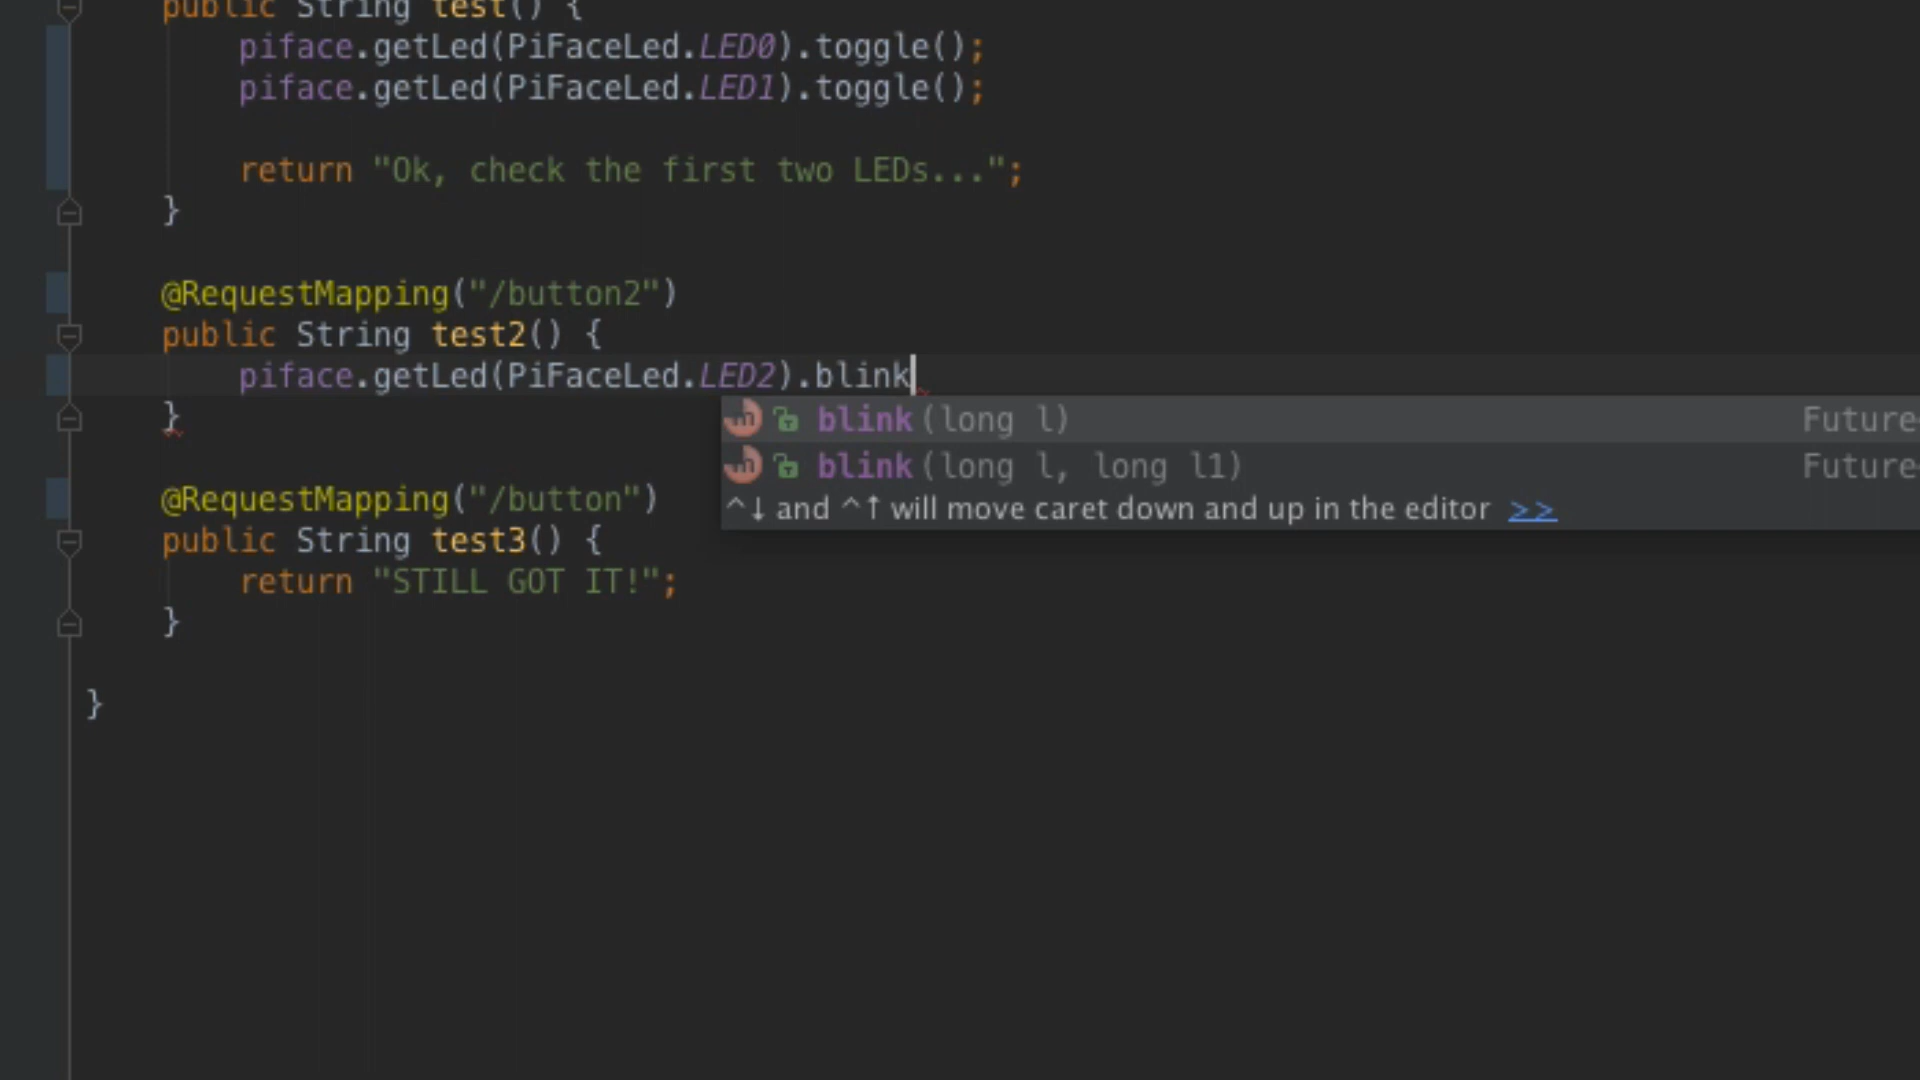 public String test() {
piface.getLed(PiFaceLed.LED0).toggle();
piface.getLed(PiFaceLed.LED1).toggle();
return "Ok, check the first two LEDs...";
}
@RequestMapping("/button2")
public String test2() {
piface.getLed(PiFaceLed.LED2).blink
}
blink(long l) Future
blink(long l, long l1) Future
^↓ and ^↑ will move caret down and up in the editor >>
@RequestMapping("/button")
public String test3() {
return "STILL GOT IT!";
}
}